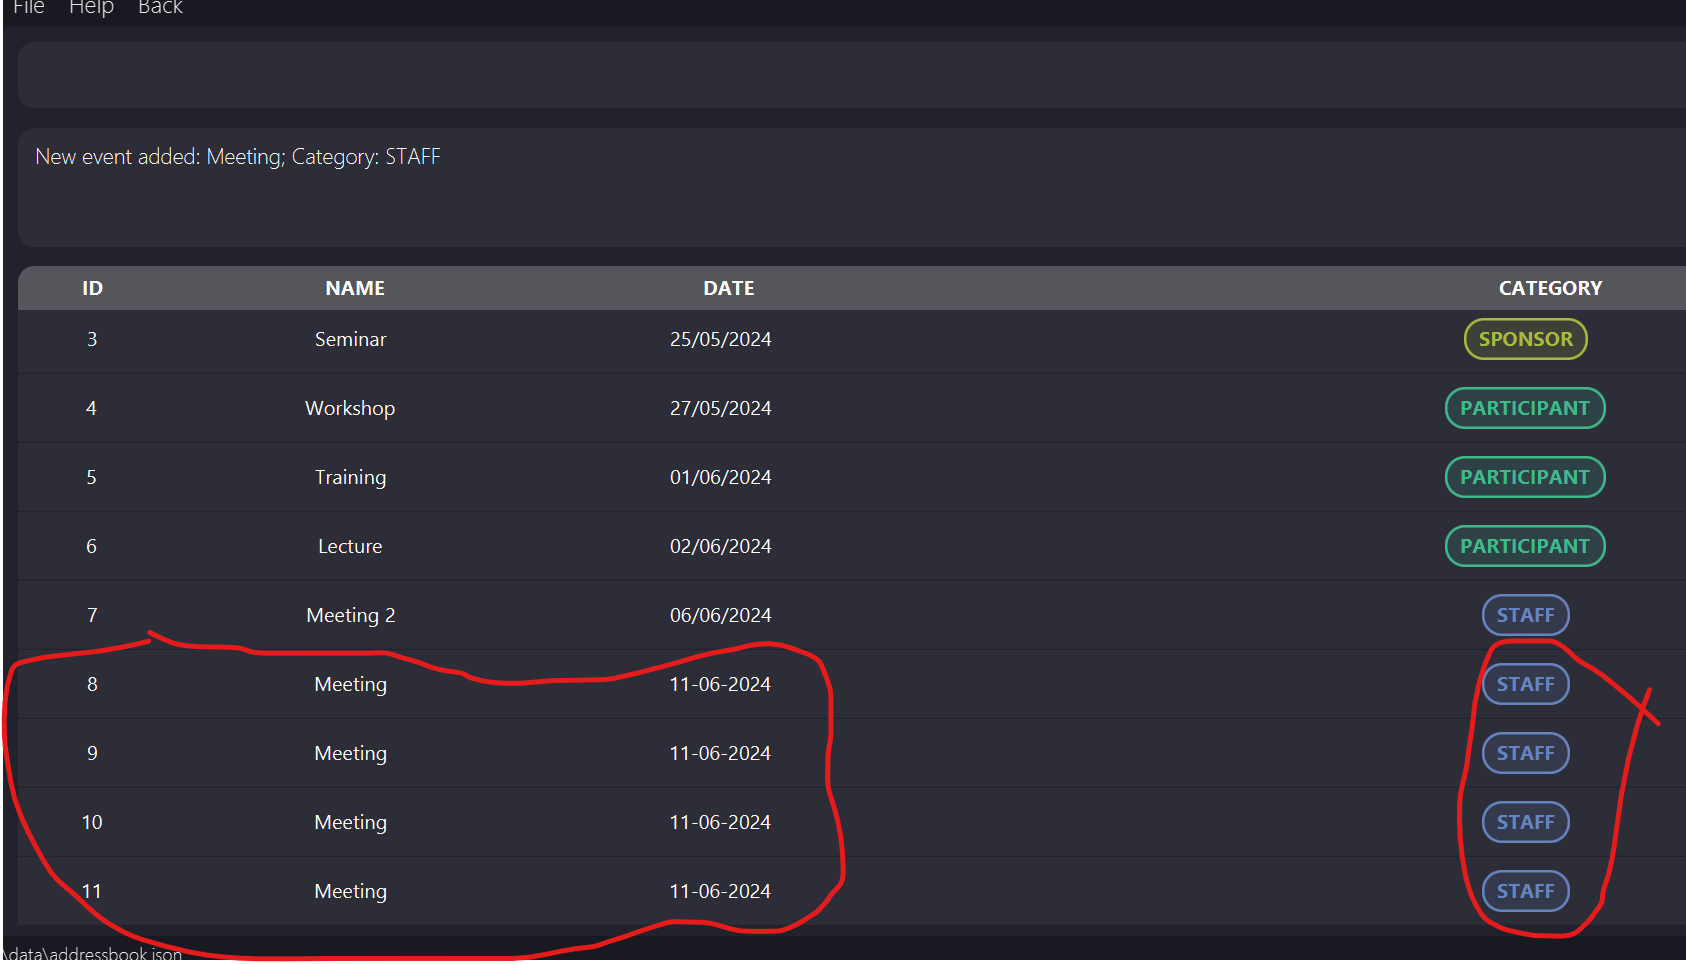 File Help Back
New event added: Meeting; Category: STAFF
ID NAME DATE CATEGORY
3 Seminar 25/05/2024 SPONSOR
4 Workshop 27/05/2024 PARTICIPANT
5 Training 01/06/2024 PARTICIPANT
6 Lecture 02/06/2024 PARTICIPANT
7 Meeting 2 06/06/2024 STAFF
8 Meeting 11-06-2024 STAFF
9 Meeting 11-06-2024 STAFF
10 Meeting 11-06-2024 STAFF
11 Meeting 11-06-2024 STAFF
\data\addressbook.json